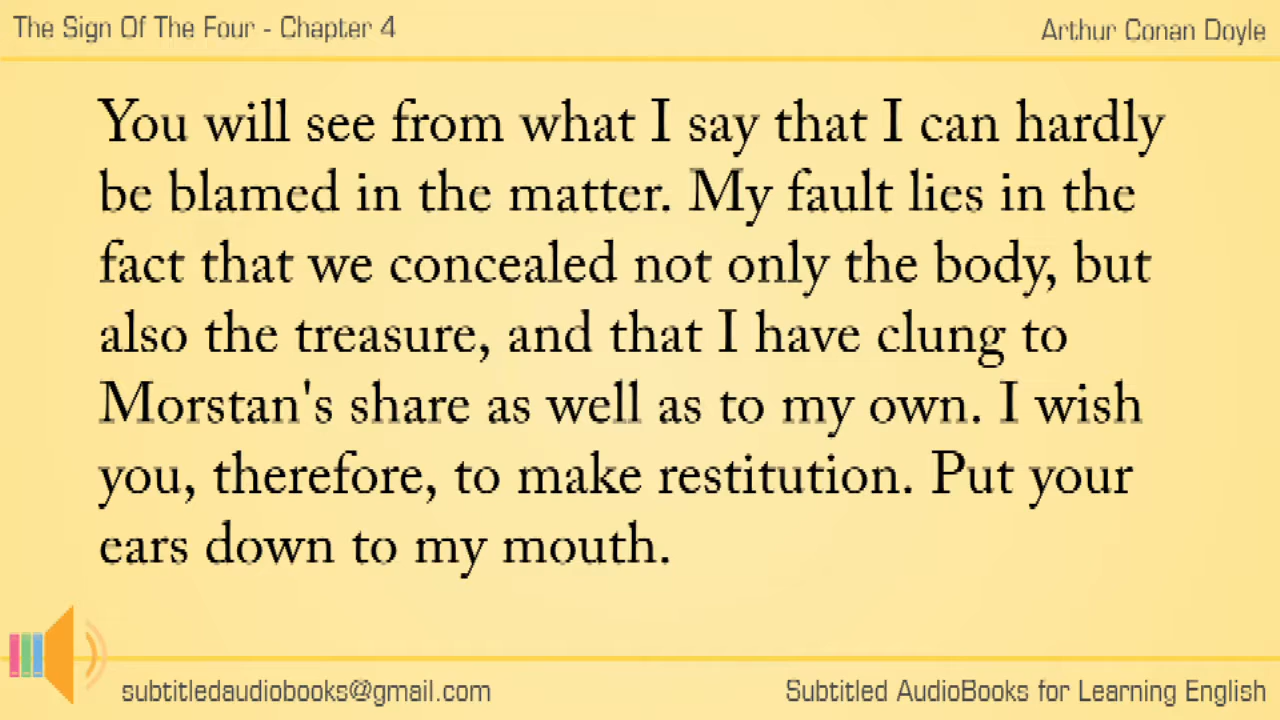 The Sign Of The Four - Chapter 4
Arthur Conan Doyle
You will see from what I say that I can hardly
be blamed in the matter. My fault lies in the
fact that we concealed not only the body, but
also the treasure, and that I have clung to
Morstan's share as well as to my own. I wish
you, therefore, to make restitution. Put your
ears down to my mouth.
subtitledaudiobooks@gmail.com
Subtitled AudioBooks for Learning English